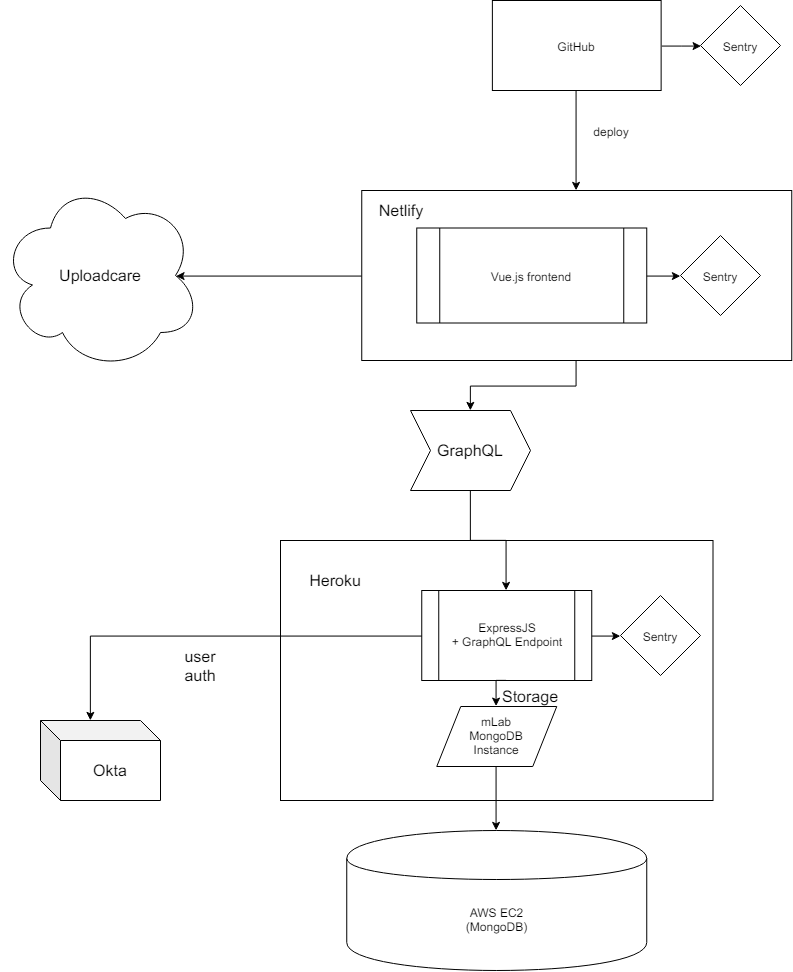 GitHub
Sentry
deploy
Netlify
Uploadcare
Vue.js frontend
Sentry
GraphQL
Heroku
ExpressJS
+ GraphQL Endpoint
Sentry
user
auth
Storage
mLab
MongoDB
Instance
Okta
AWS EC2
(MongoDB)